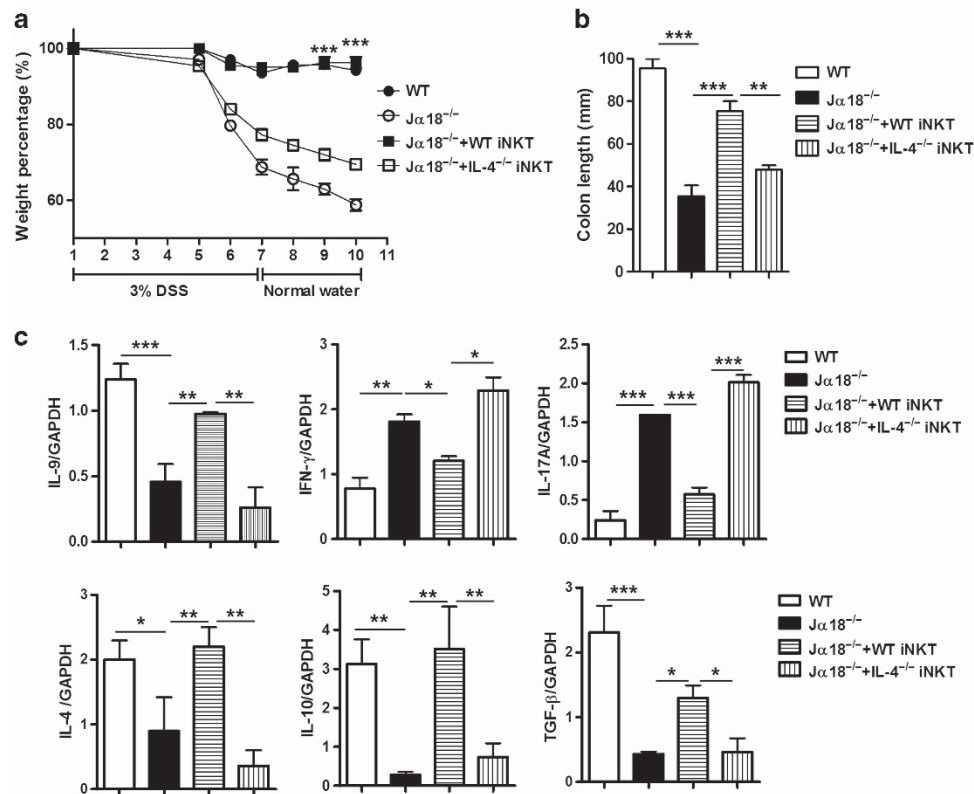 a
Weight percentage (%)
100
80
60
*** ***
WT
Jα18−/−
Jα18−/−+WT iNKT
Jα18−/−+IL-4−/− iNKT
1 2 3 4 5 6 7 8 9 10 11
3% DSS Normal water
b
Colon length (mm)
100
80
60
40
20
0
***
*** **
WT
Jα18−/−
Jα18−/−+WT iNKT
Jα18−/−+IL-4−/− iNKT
c
IL-9/GAPDH
1.5
1.0
0.5
0.0
***
** **
IFN-γ/GAPDH
3
2
1
0
** * *
IL-17A/GAPDH
2.5
2.0
1.5
1.0
0.5
0.0
*** *** ***
WT
Jα18−/−
Jα18−/−+WT iNKT
Jα18−/−+IL-4−/− iNKT
IL-4 /GAPDH
3
2
1
0
* ** **
IL-10/GAPDH
5
4
3
2
1
0
** ** **
TGF-β/GAPDH
3
2
1
0
***
* *
WT
Jα18−/−
Jα18−/−+WT iNKT
Jα18−/−+IL-4−/− iNKT